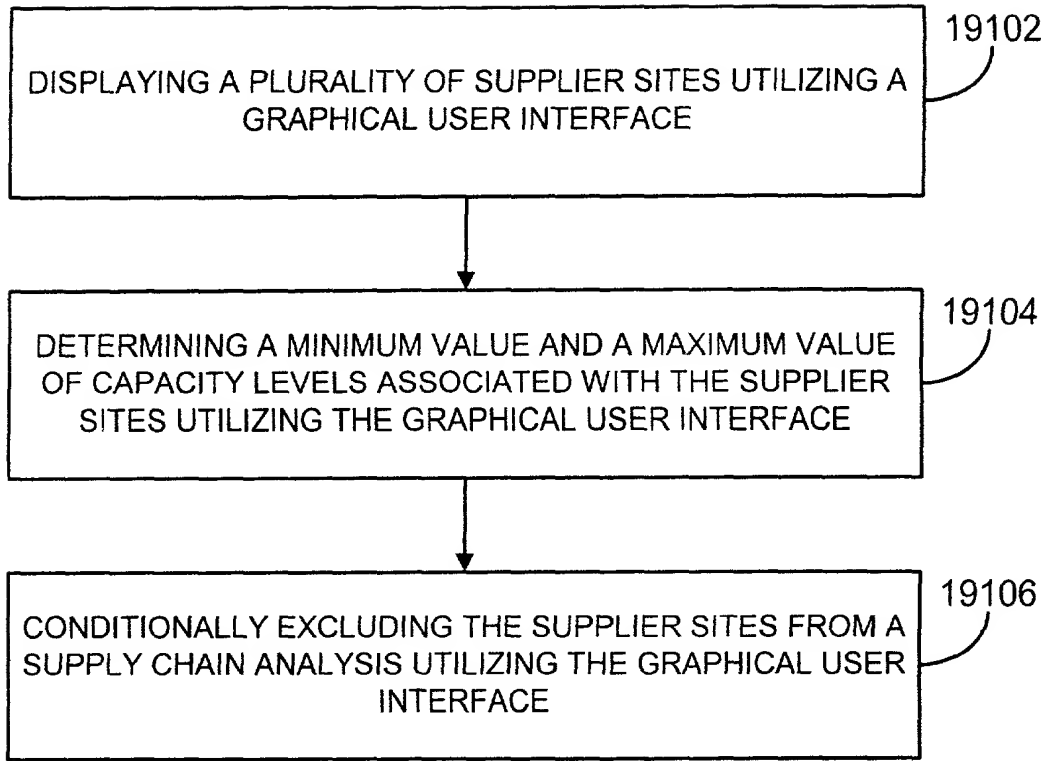 19102
DISPLAYING A PLURALITY OF SUPPLIER SITES UTILIZING A
GRAPHICAL USER INTERFACE
19104
DETERMINING A MINIMUM VALUE AND A MAXIMUM VALUE
OF CAPACITY LEVELS ASSOCIATED WITH THE SUPPLIER
SITES UTILIZING THE GRAPHICAL USER INTERFACE
19106
CONDITIONALLY EXCLUDING THE SUPPLIER SITES FROM A
SUPPLY CHAIN ANALYSIS UTILIZING THE GRAPHICAL USER
INTERFACE